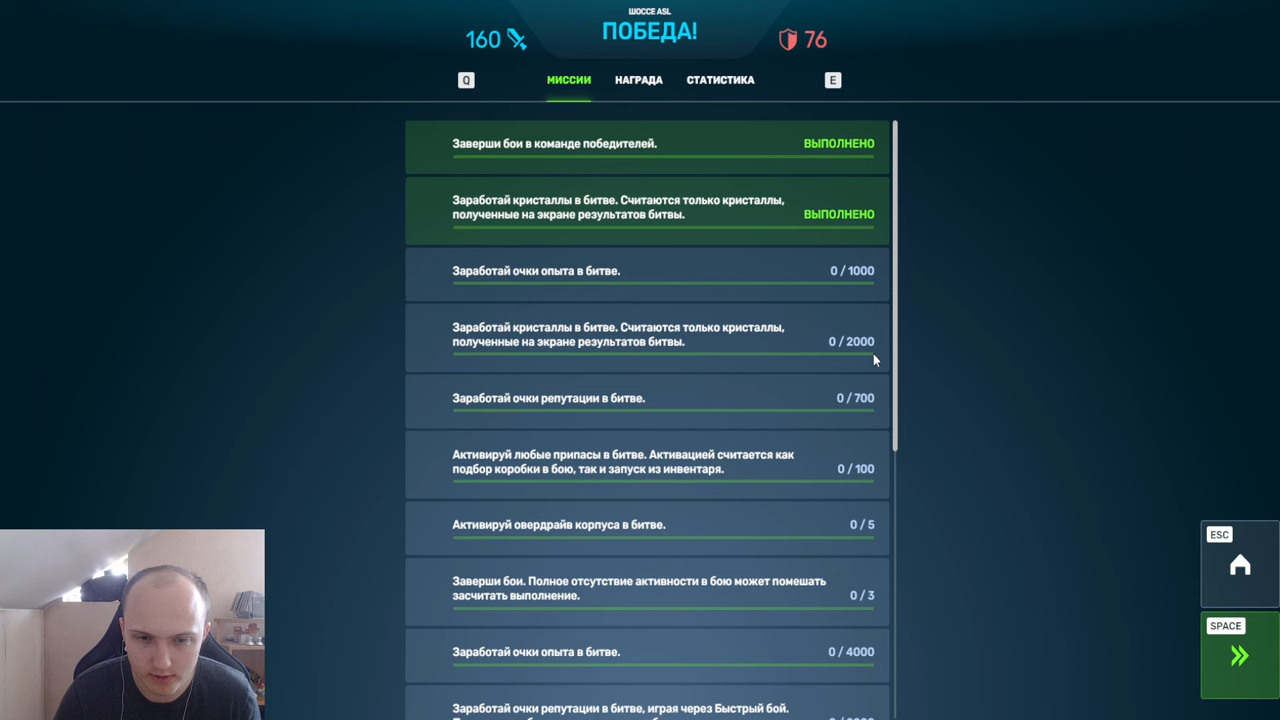 ШОССЕ ASL
160
ПОБЕДА!
76
Q
МИССИИ
НАГРАДА
СТАТИСТИКА
E
Заверши бои в команде победителей.
ВЫПОЛНЕНО
Заработай кристаллы в битве. Считаются только кристаллы,
полученные на экране результатов битвы.
ВЫПОЛНЕНО
Заработай очки опыта в битве.
0 / 1000
Заработай кристаллы в битве. Считаются только кристаллы,
полученные на экране результатов битвы.
0 / 2000
Заработай очки репутации в битве.
0 / 700
Активируй любые припасы в битве. Активацией считается как
подбор коробки в бою, так и запуск из инвентаря.
0 / 100
Активируй овердрайв корпуса в битве.
0 / 5
Заверши бои. Полное отсутствие активности в бою может помешать
засчитать выполнение.
0 / 3
Заработай очки опыта в битве.
0 / 4000
Заработай очки репутации в битве, играя через Быстрый бой.
ESC
SPACE